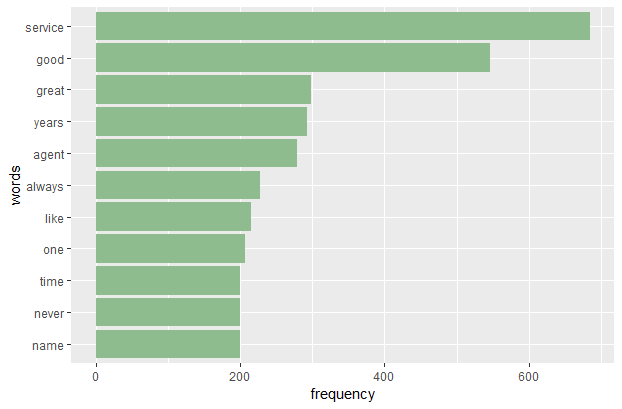 service
good
great
years
agent
always
like
one
time
never
name
words
0 200 400 600
frequency